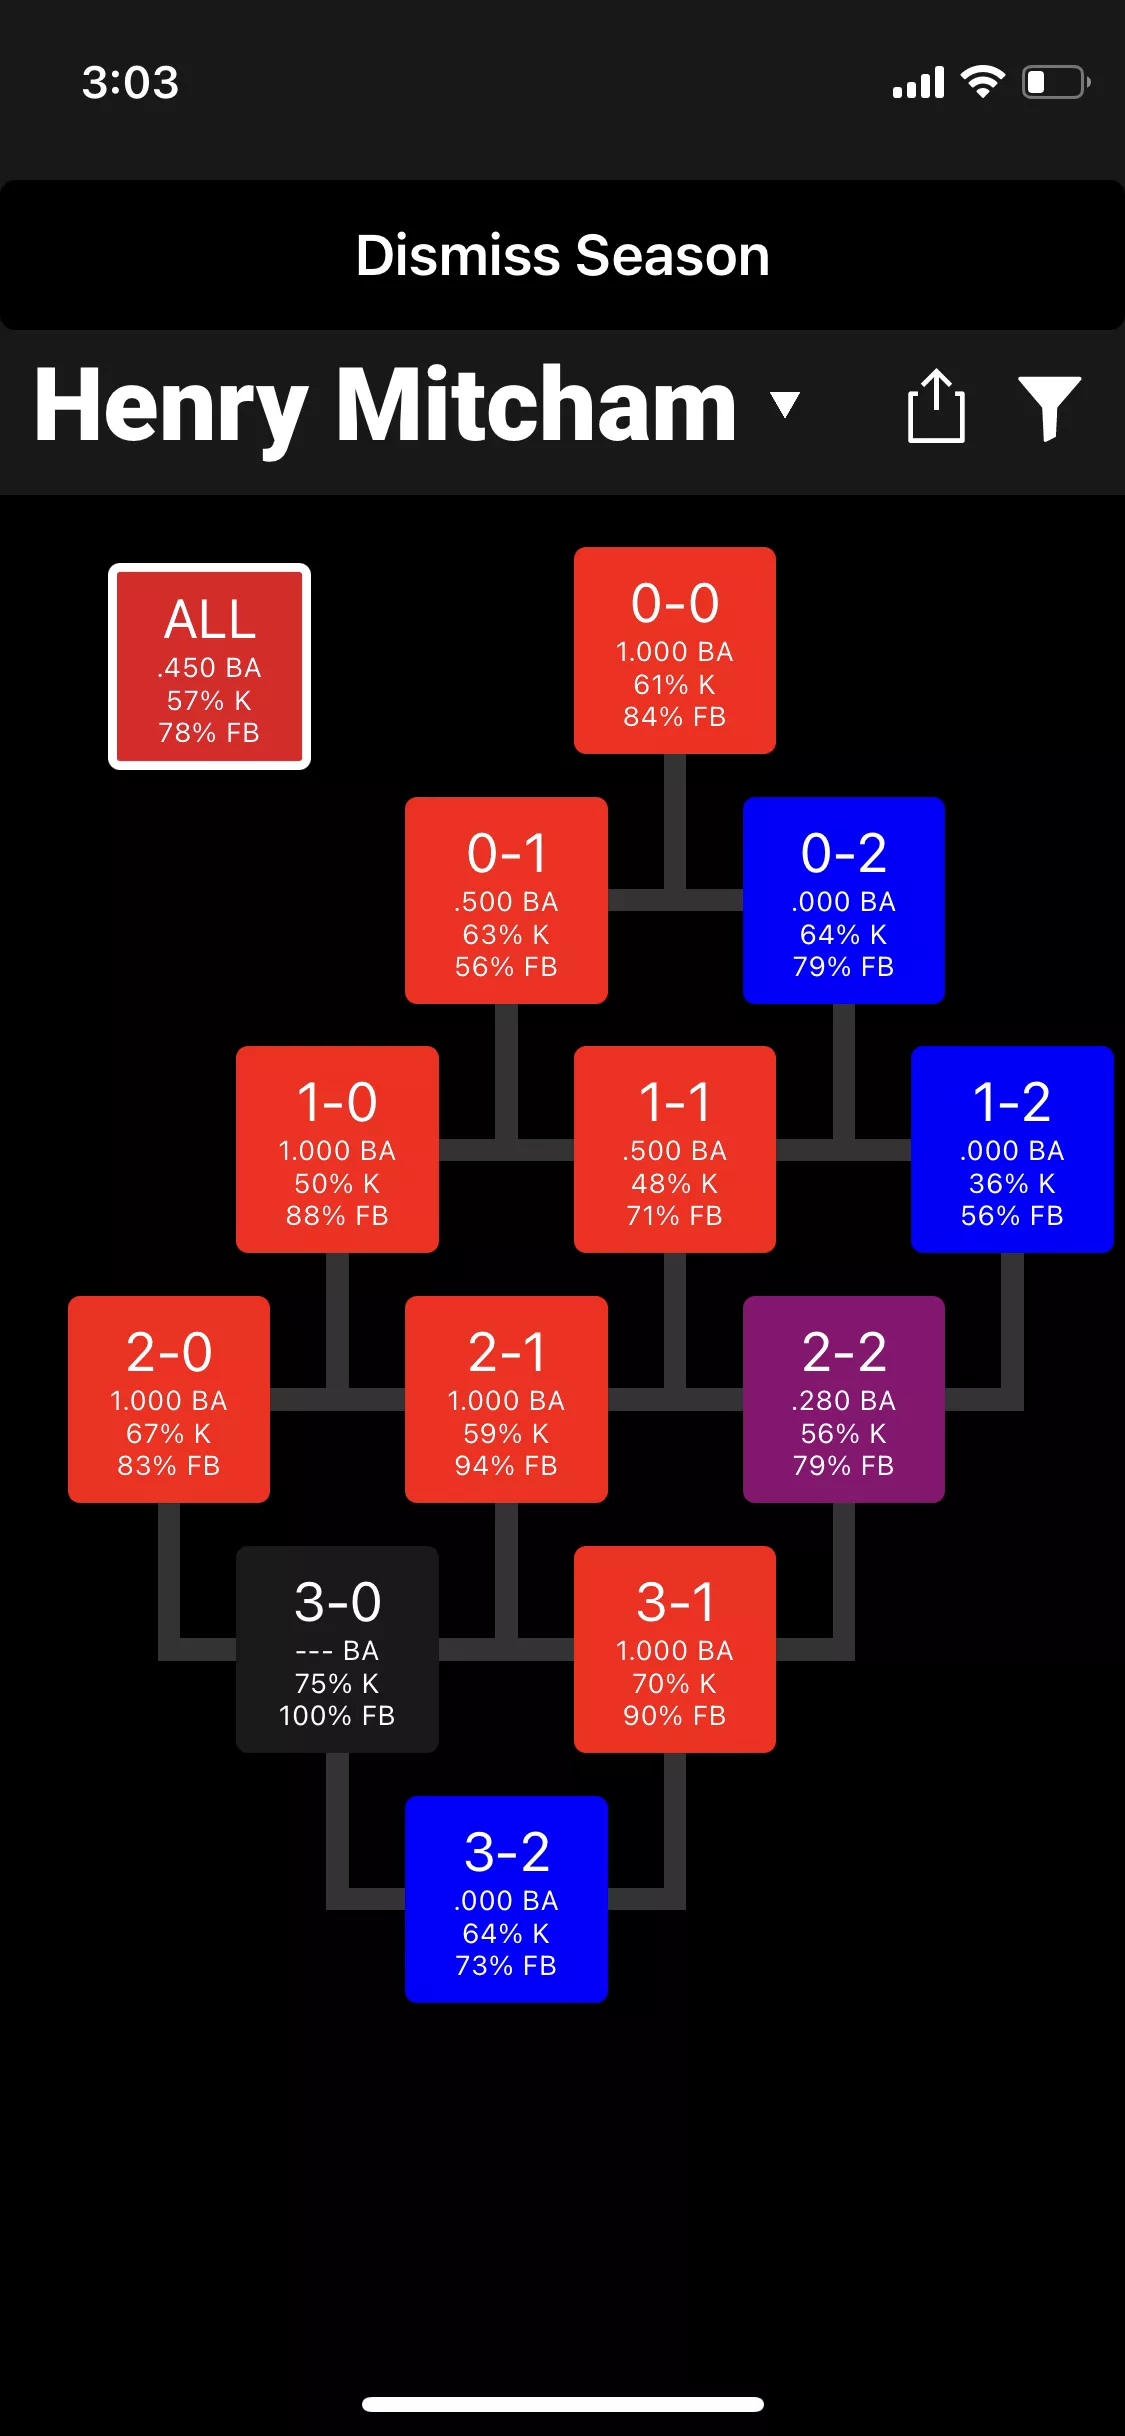 3:03
Dismiss Season
Henry Mitcham ▼
ALL
.450 BA
57% K
78% FB
0-0
1.000 BA
61% K
84% FB
0-1
.500 BA
63% K
56% FB
0-2
.000 BA
64% K
79% FB
1-0
1.000 BA
50% K
88% FB
1-1
.500 BA
48% K
71% FB
1-2
.000 BA
36% K
56% FB
2-0
1.000 BA
67% K
83% FB
2-1
1.000 BA
59% K
94% FB
2-2
.280 BA
56% K
79% FB
3-0
--- BA
75% K
100% FB
3-1
1.000 BA
70% K
90% FB
3-2
.000 BA
64% K
73% FB